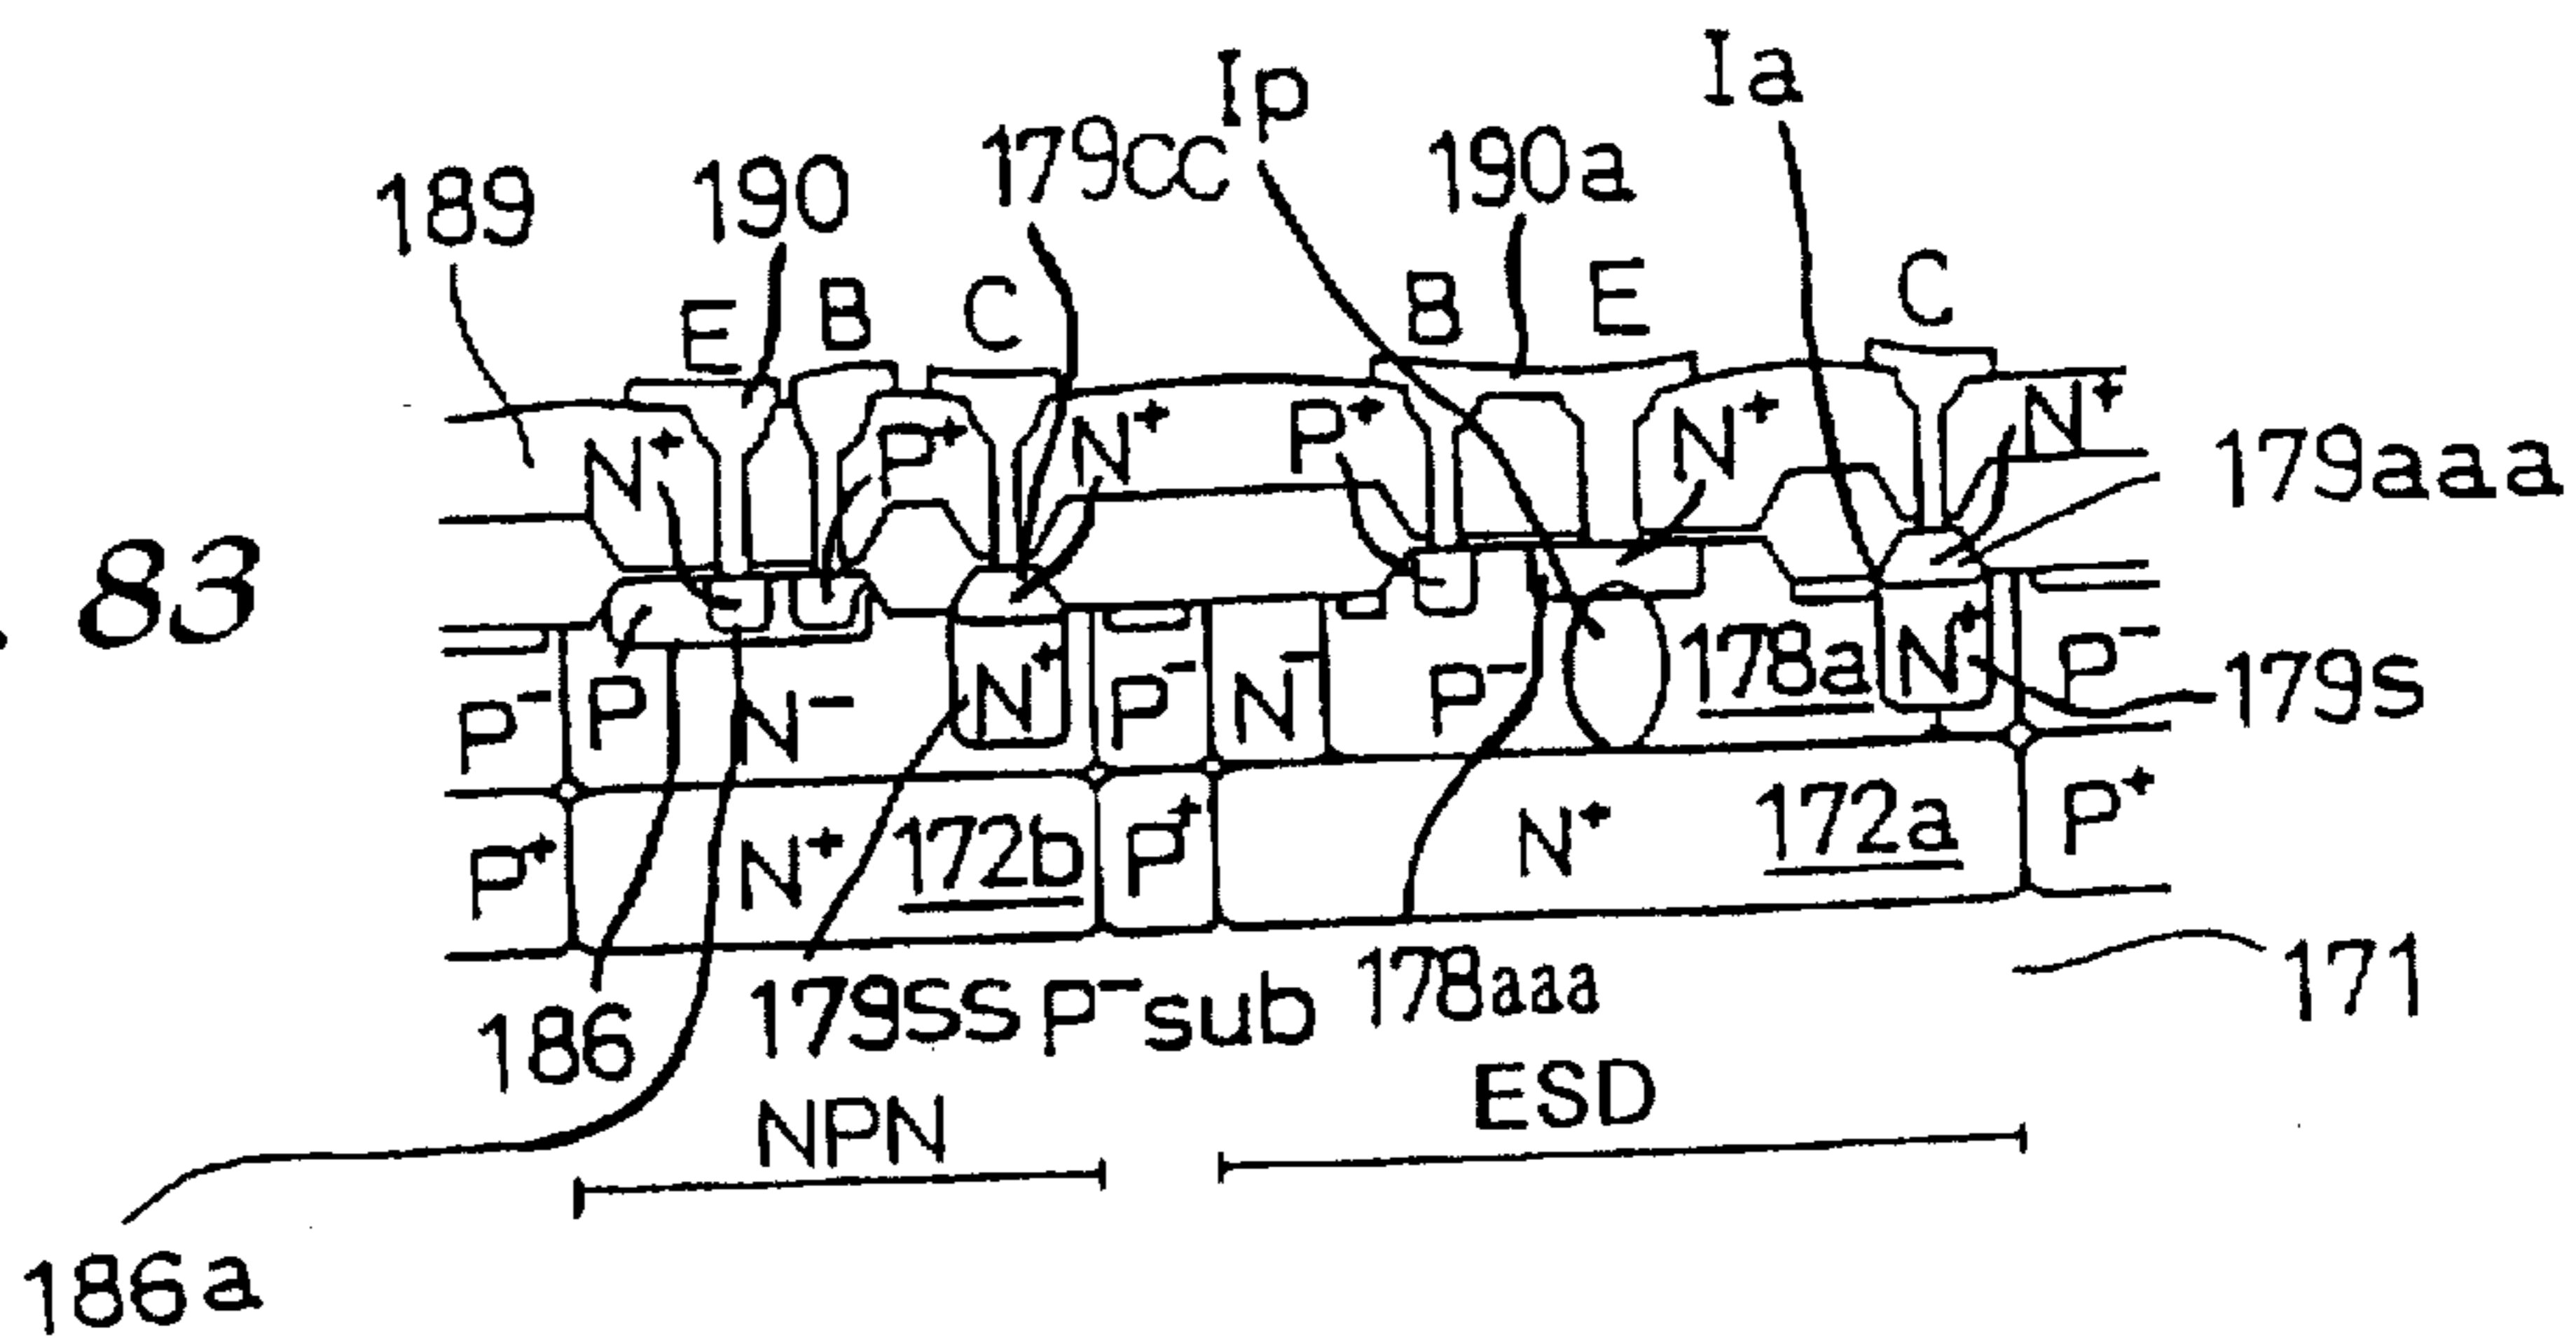 Ip Ia
189 190 179CC 190a
E B C B E C
N+ P+ N+ P+ N+ N+
179aaa
. 83
P- P N- N+ P- N- P- 178a N+ P-
179S
P+ N+ 172b P+ N+ 172a P+
186 179SS P-sub 178aaa 171
NPN ESD
186a